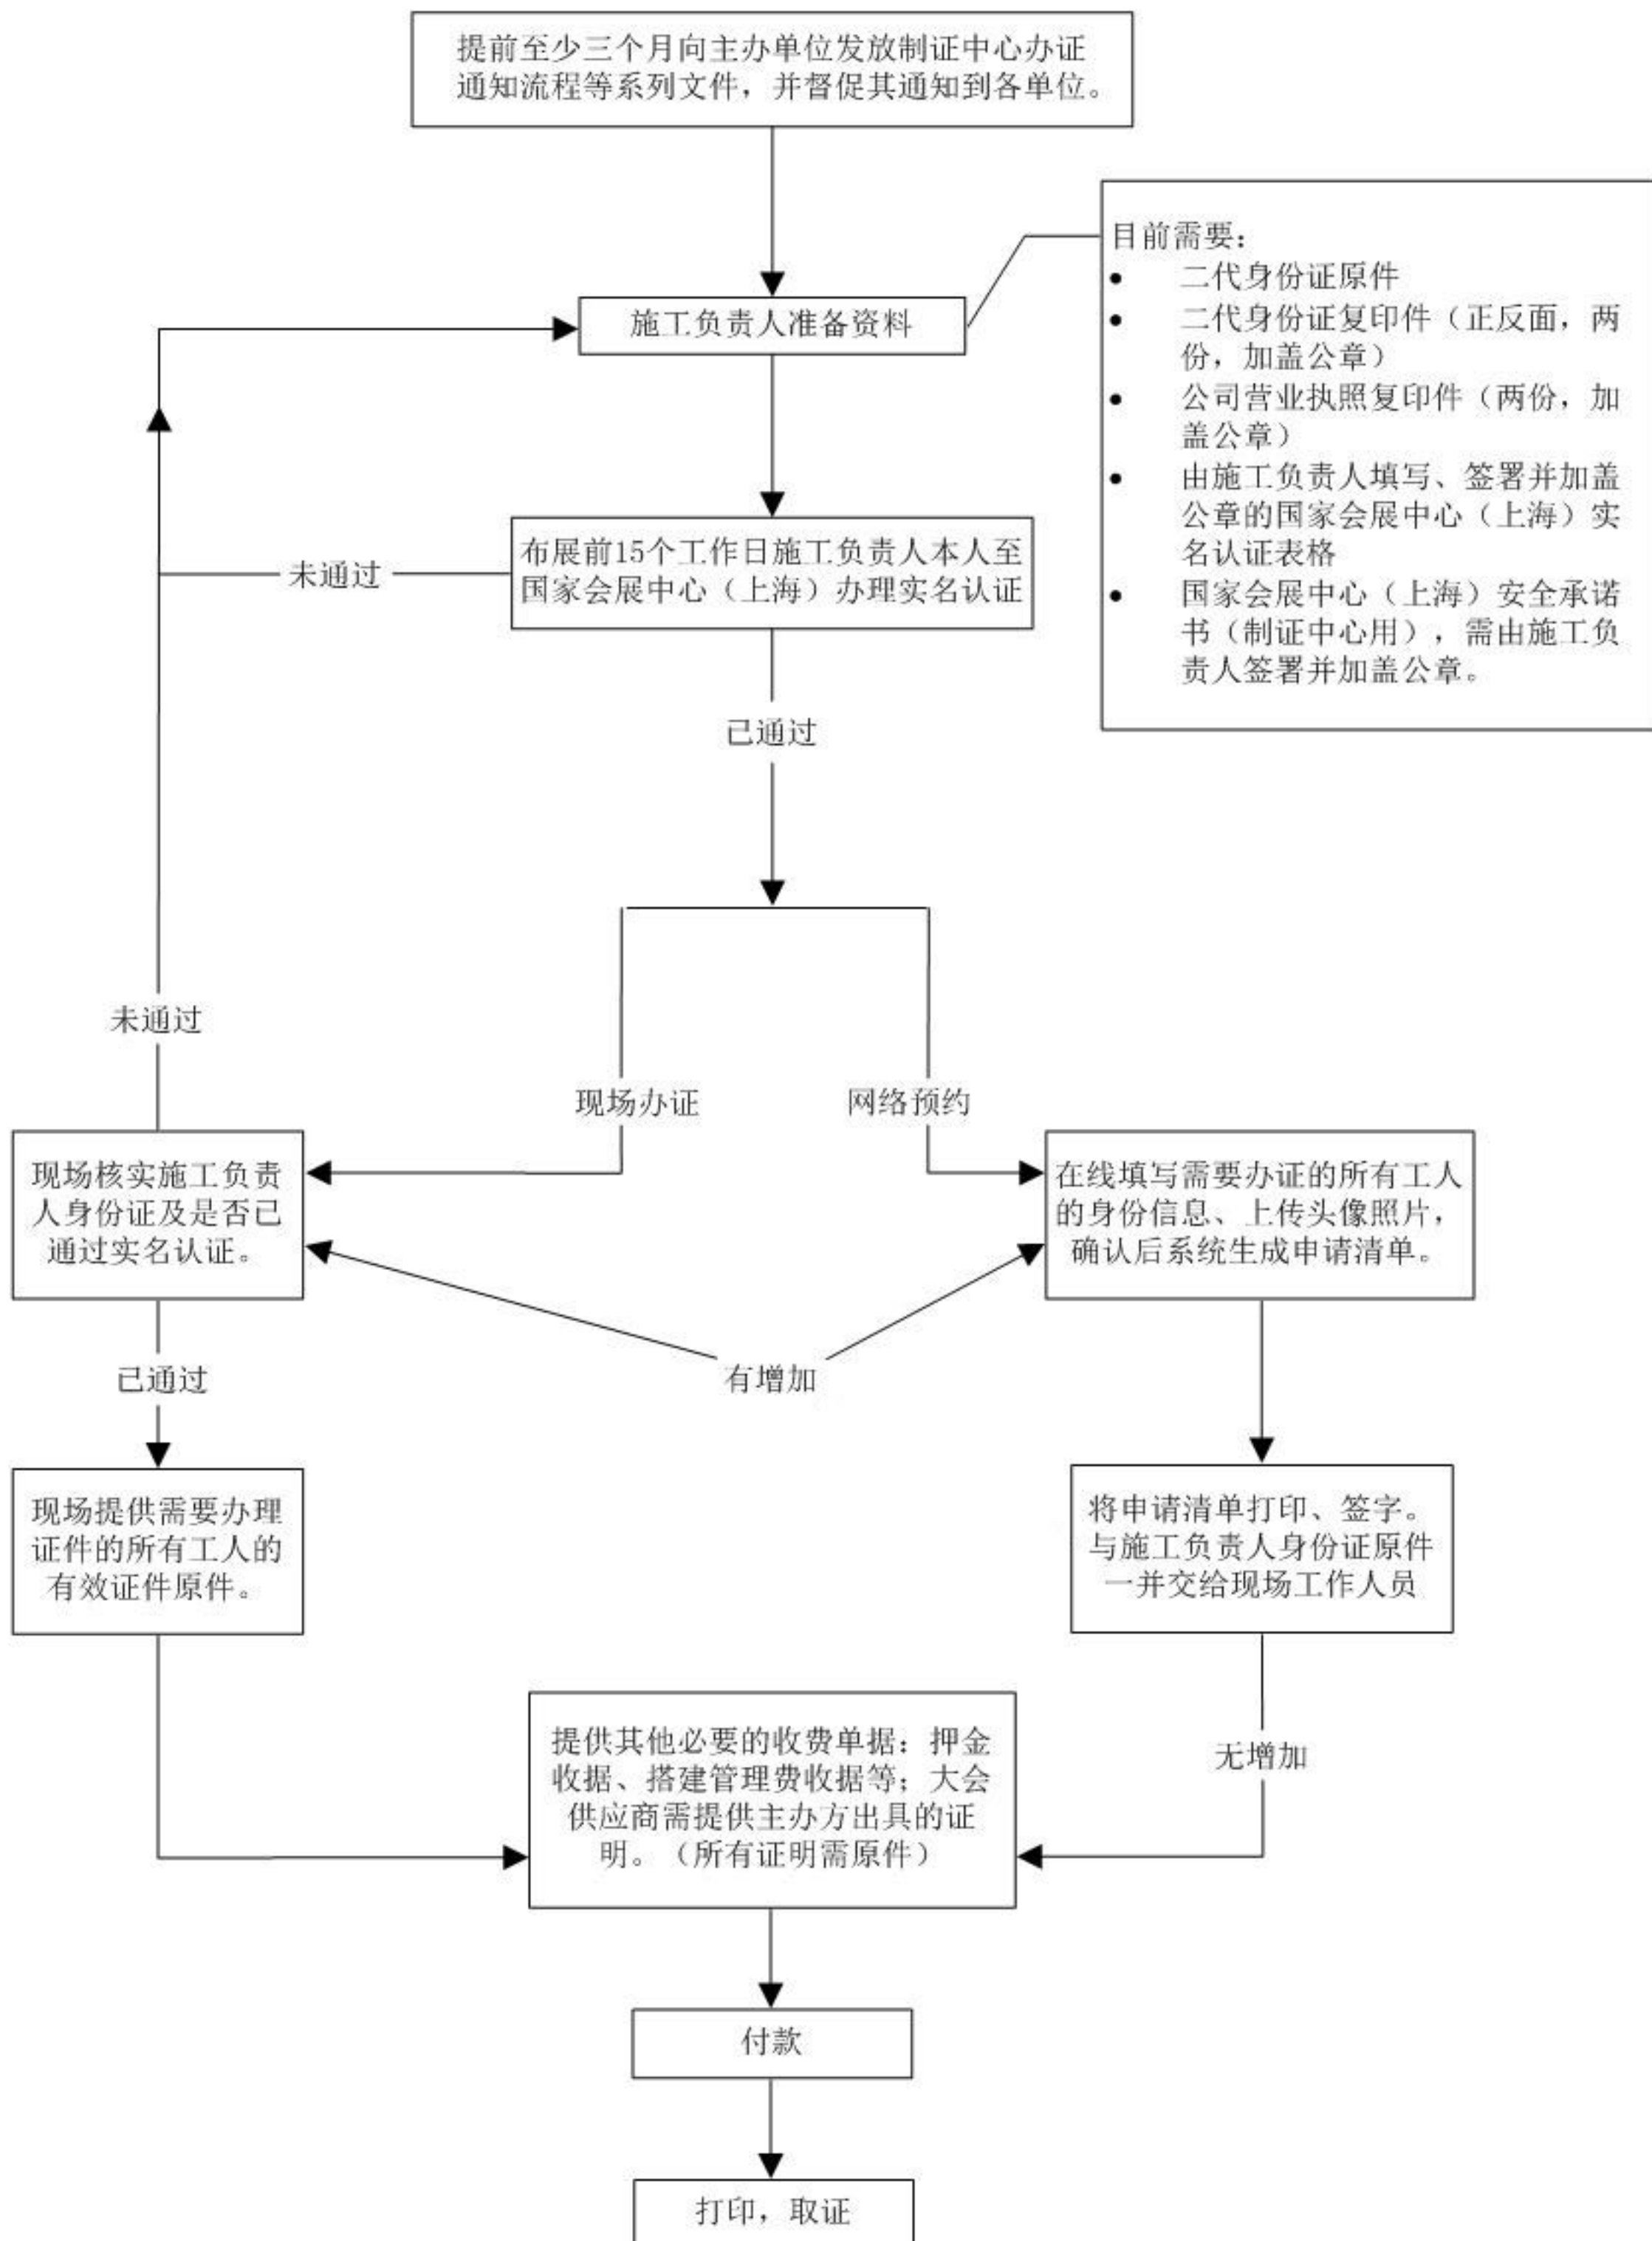 提前至少三个月向主办单位发放制证中心办证
通知流程等系列文件，并督促其通知到各单位。
目前需要：
• 二代身份证原件
• 二代身份证复印件（正反面，两
份，加盖公章）
• 公司营业执照复印件（两份，加
盖公章）
• 由施工负责人填写、签署并加盖
公章的国家会展中心（上海）实
名认证表格
• 国家会展中心（上海）安全承诺
书（制证中心用），需由施工负
责人签署并加盖公章。
施工负责人准备资料
布展前15个工作日施工负责人本人至
国家会展中心（上海）办理实名认证
未通过
已通过
未通过
现场办证
网络预约
现场核实施工负责
人身份证及是否已
通过实名认证。
在线填写需要办证的所有工人
的身份信息、上传头像照片，
确认后系统生成申请清单。
已通过
有增加
现场提供需要办理
证件的所有工人的
有效证件原件。
将申请清单打印、签字。
与施工负责人身份证原件
一并交给现场工作人员
无增加
提供其他必要的收费单据：押金
收据、搭建管理费收据等；大会
供应商需提供主办方出具的证
明。（所有证明需原件）
付款
打印，取证